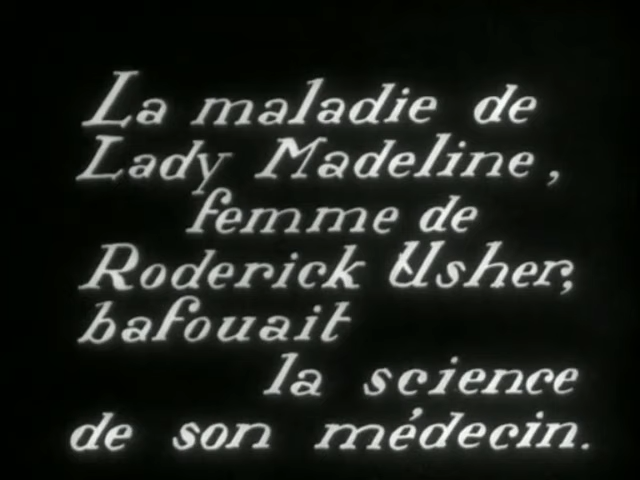 La maladie de
Lady Madeline,
femme de
Roderick Usher,
bafouait
la science
de son médecin.